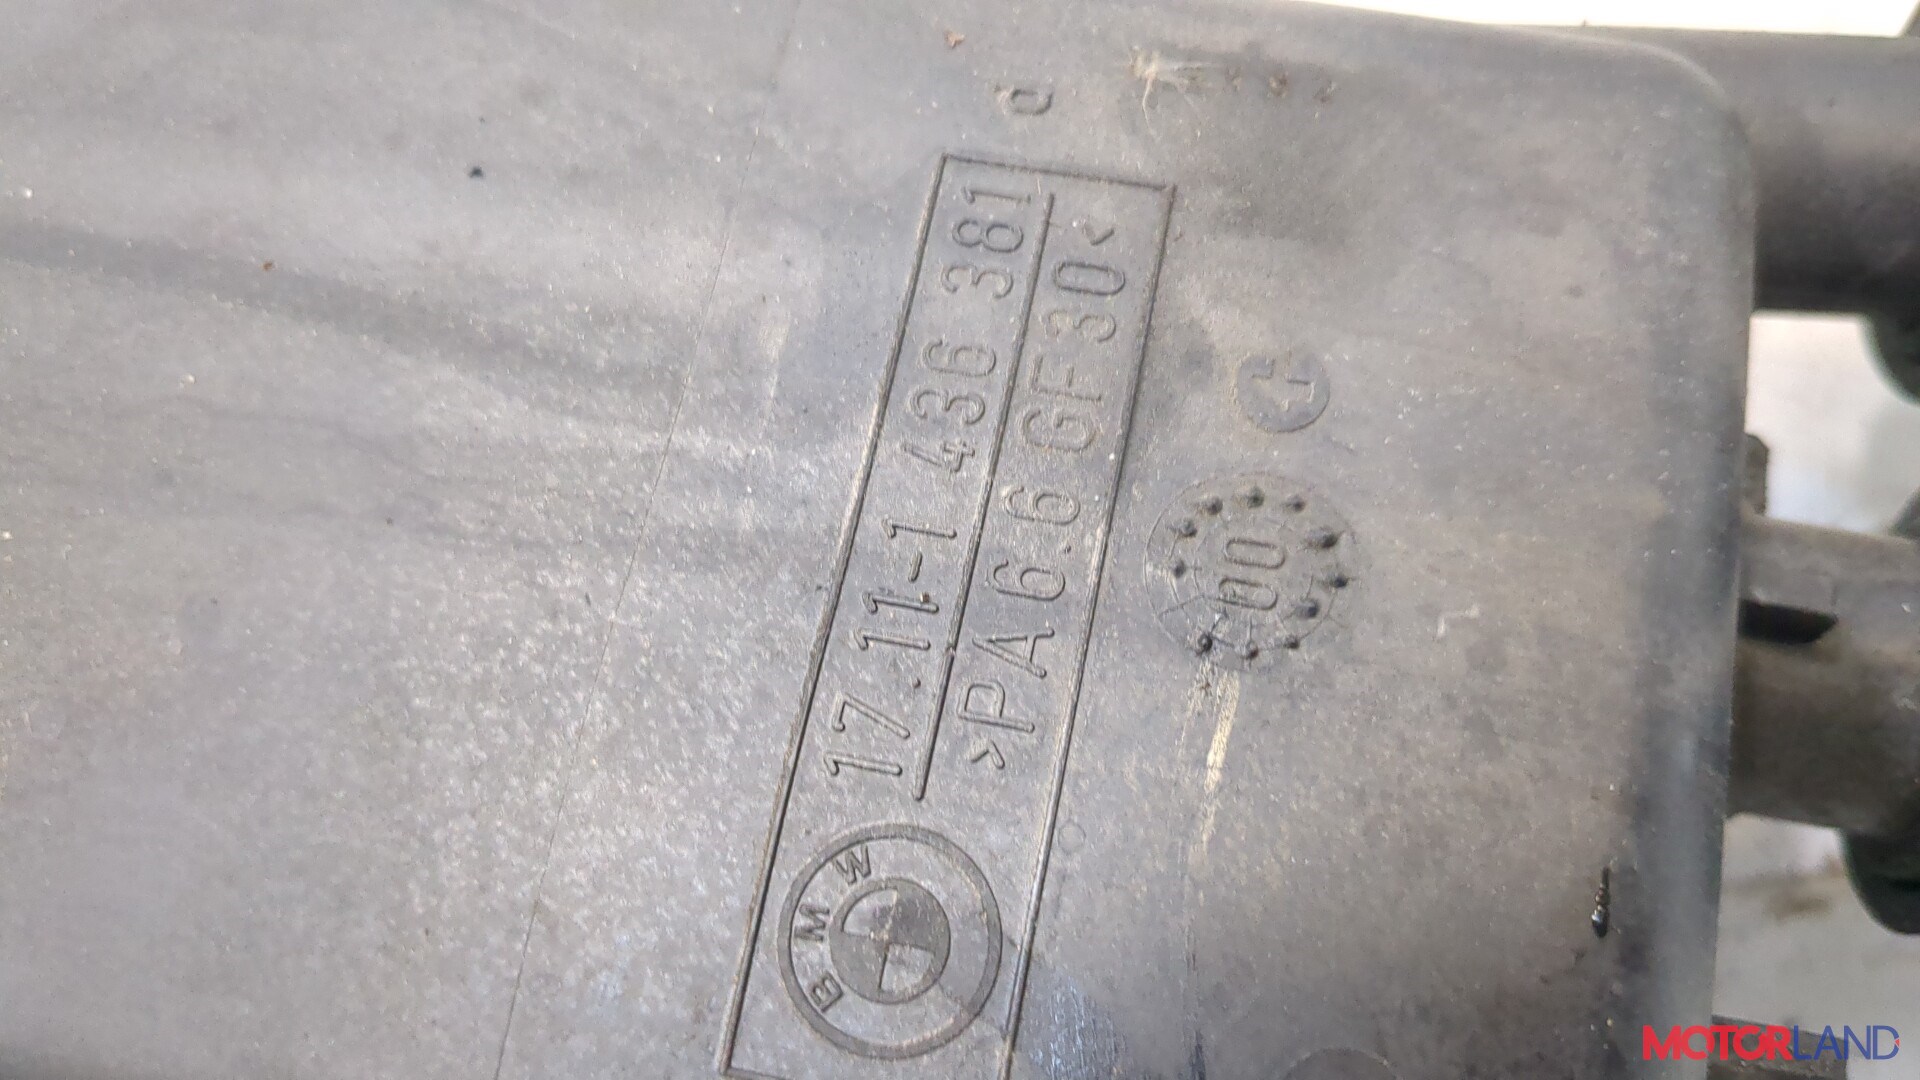 BMW
17.11-1 436 381
>PA 6.6 GF 30<
00
d
MOTORLAND